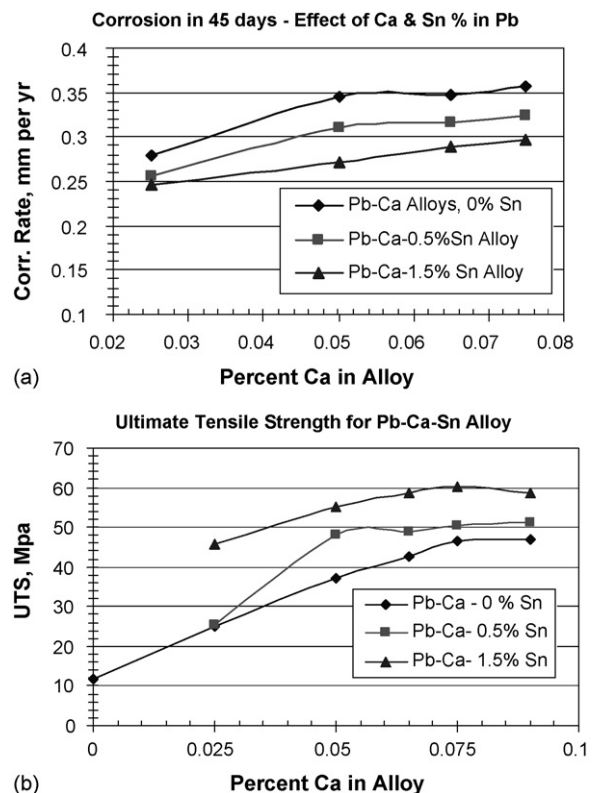 Corrosion in 45 days - Effect of Ca & Sn % in Pb
0.4
0.35
0.3
0.25
0.2
0.15
0.1
Corr. Rate, mm per yr
Pb-Ca Alloys, 0% Sn
Pb-Ca-0.5%Sn Alloy
Pb-Ca-1.5% Sn Alloy
0.02 0.03 0.04 0.05 0.06 0.07 0.08
Percent Ca in Alloy
(a)
Ultimate Tensile Strength for Pb-Ca-Sn Alloy
70
60
50
40
30
20
10
0
UTS, Mpa
Pb-Ca - 0 % Sn
Pb-Ca- 0.5% Sn
Pb-Ca- 1.5% Sn
0 0.025 0.05 0.075 0.1
Percent Ca in Alloy
(b)